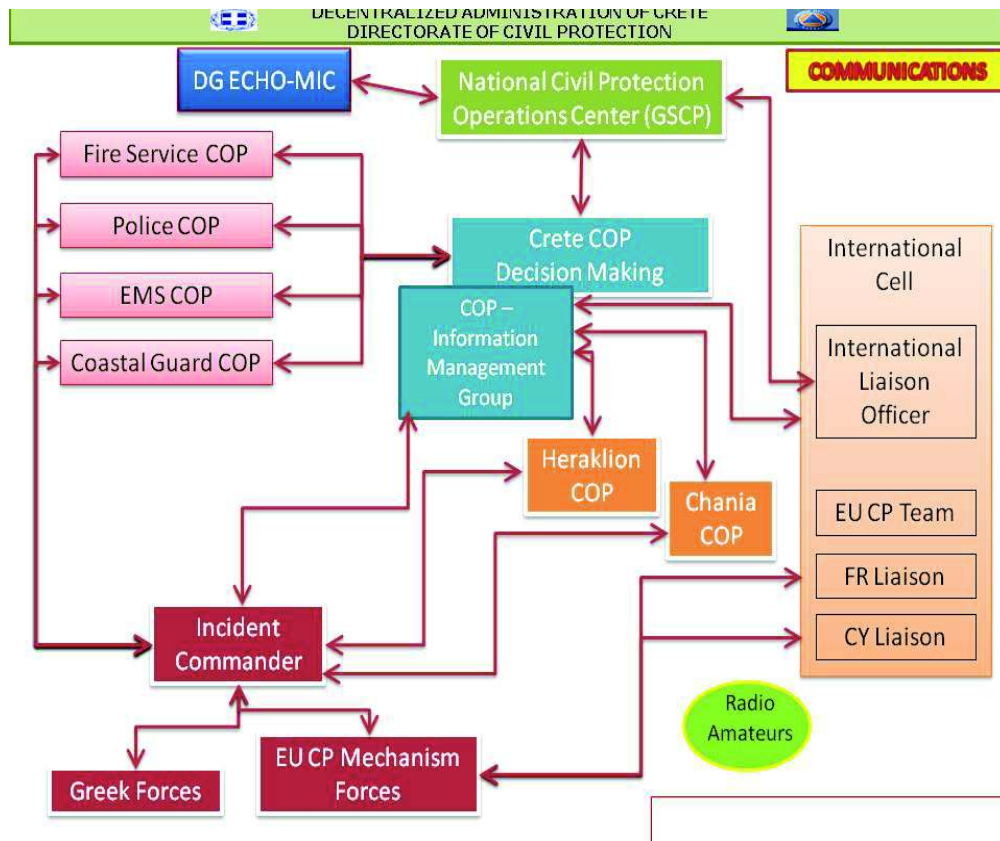 DECENTRALIZED ADMINISTRATION OF CRETE
DIRECTORATE OF CIVIL PROTECTION
COMMUNICATIONS
DG ECHO-MIC
National Civil Protection
Operations Center (GSCP)
Fire Service COP
Police COP
EMS COP
Coastal Guard COP
Crete COP
Decision Making
COP –
Information
Management
Group
International
Cell
International
Liaison
Officer
EU CP Team
FR Liaison
CY Liaison
Heraklion
COP
Chania
COP
Incident
Commander
Radio
Amateurs
Greek Forces
EU CP Mechanism
Forces